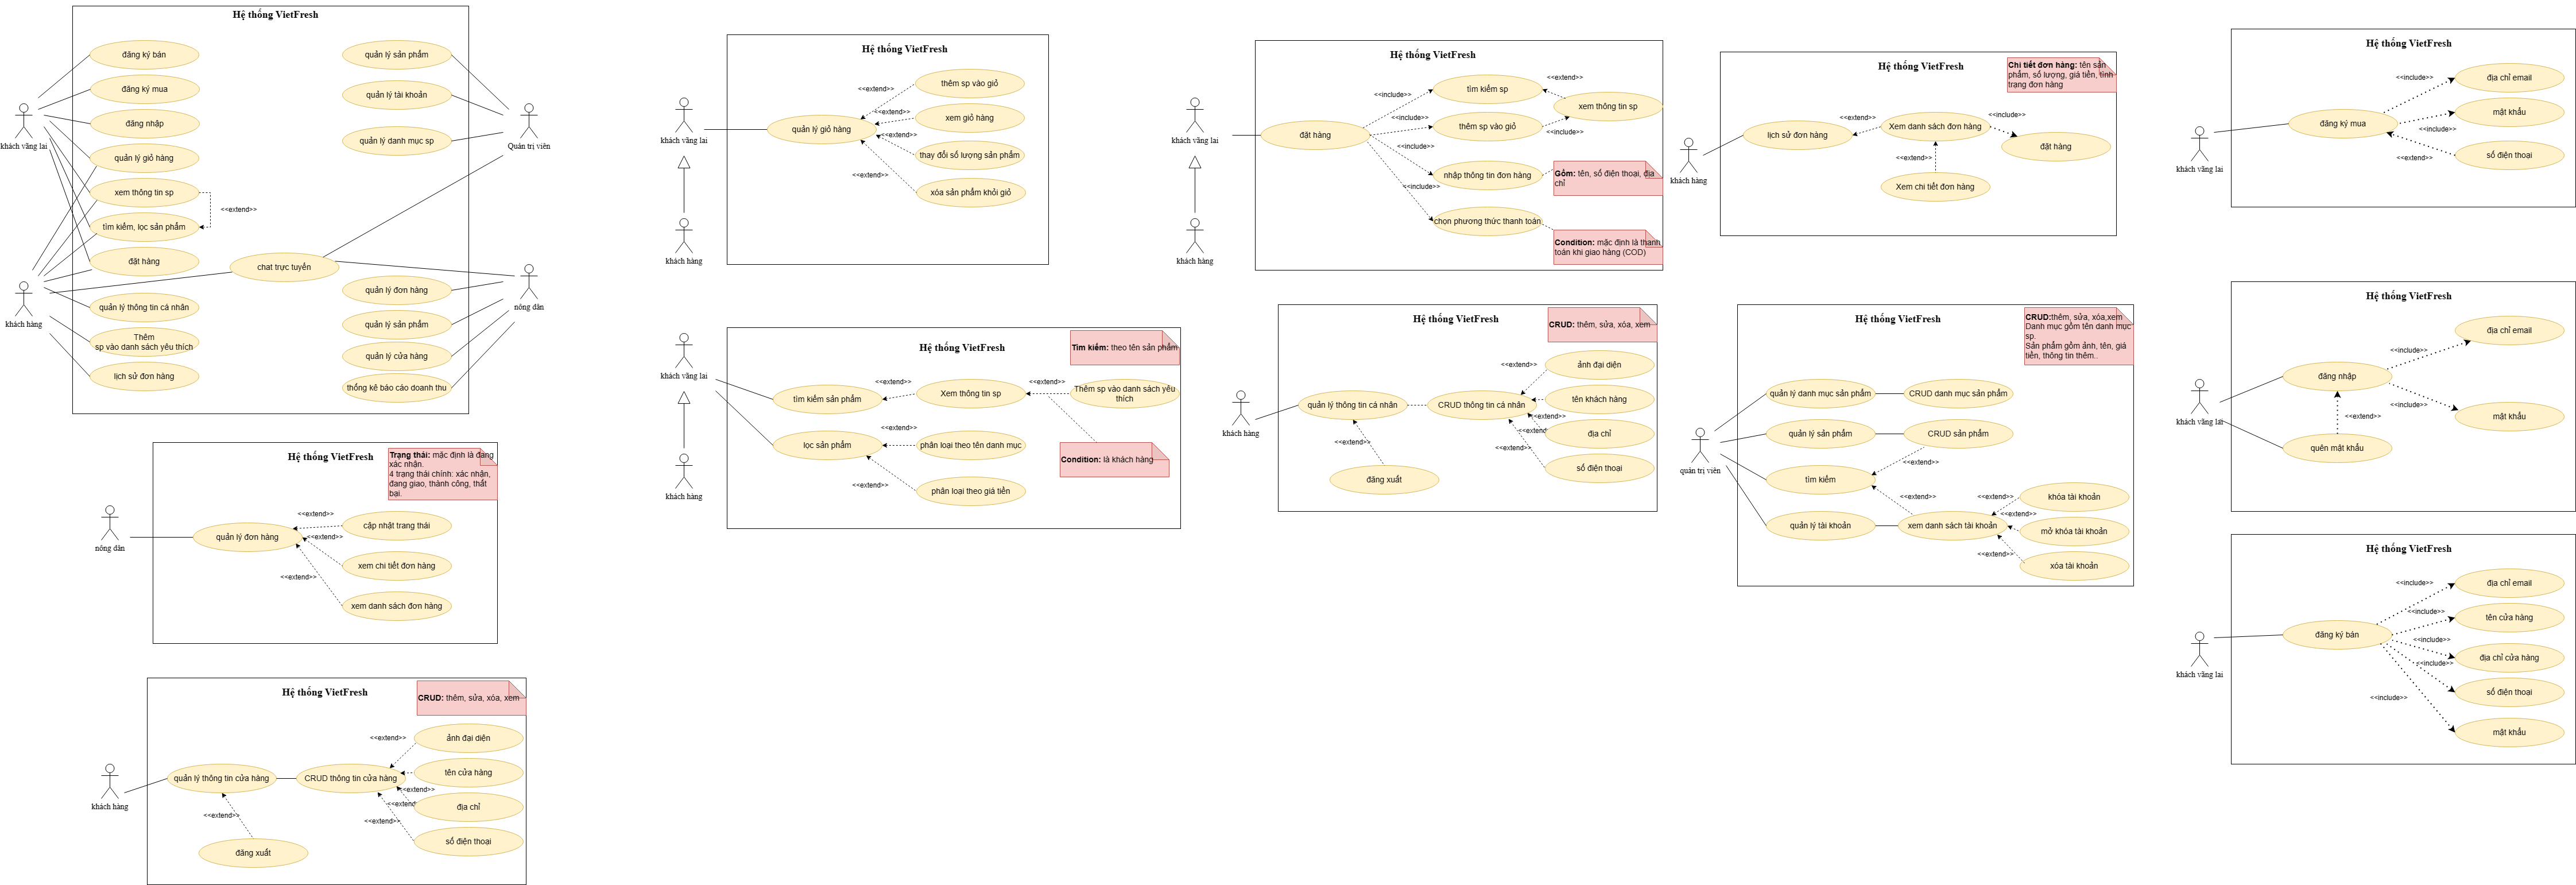 Hệ thống VietFresh
đăng ký bán
đăng ký mua
đăng nhập
quản lý giỏ hàng
xem thông tin sp
<<extend>>
tìm kiếm, lọc sản phẩm
đặt hàng
chat trực tuyến
quản lý thông tin cá nhân
Thêm
sp vào danh sách yêu thích
lịch sử đơn hàng
quản lý sản phẩm
quản lý tài khoản
quản lý danh mục sp
quản lý đơn hàng
quản lý sản phẩm
quản lý cửa hàng
thống kê báo cáo doanh thu
khách vãng lai
khách hàng
Quản trị viên
nông dân
Hệ thống VietFresh
Trạng thái: mặc định là đang
xác nhận.
4 trạng thái chính: xác nhận,
đang giao, thành công, thất
bại.
nông dân
quản lý đơn hàng
<<extend>>
<<extend>>
<<extend>>
cập nhật trang thái
xem chi tiết đơn hàng
xem danh sách đơn hàng
Hệ thống VietFresh
CRUD: thêm, sửa, xóa, xem
khách hàng
quản lý thông tin cửa hàng
CRUD thông tin cửa hàng
<<extend>>
<<extend>>
<<extend>>
<<extend>>
<<extend>>
ảnh đại diện
tên cửa hàng
địa chỉ
số điện thoại
đăng xuất
Hệ thống VietFresh
khách vãng lai
khách hàng
quản lý giỏ hàng
<<extend>>
<<extend>>
<<extend>>
<<extend>>
thêm sp vào giỏ
xem giỏ hàng
thay đổi số lượng sản phẩm
xóa sản phẩm khỏi giỏ
Hệ thống VietFresh
Tìm kiếm: theo tên sản phẩm
khách vãng lai
khách hàng
tìm kiếm sản phẩm
<<extend>>
Xem thông tin sp
<<extend>>
Thêm sp vào danh sách yêu
thích
lọc sản phẩm
<<extend>>
phân loại theo tên danh mục
<<extend>>
phân loại theo giá tiền
Condition: là khách hàng
Hệ thống VietFresh
khách vãng lai
khách hàng
đặt hàng
<<include>>
<<include>>
<<include>>
<<include>>
tìm kiếm sp
<<extend>>
xem thông tin sp
thêm sp vào giỏ
<<include>>
nhập thông tin đơn hàng
Gồm: tên, số điện thoại, địa
chỉ
chọn phương thức thanh toán
Condition: mặc định là thanh
toán khi giao hàng (COD)
Hệ thống VietFresh
CRUD: thêm, sửa, xóa, xem
khách hàng
quản lý thông tin cá nhân
CRUD thông tin cá nhân
<<extend>>
<<extend>>
<<extend>>
<<extend>>
<<extend>>
ảnh đại diện
tên khách hàng
địa chỉ
số điện thoại
đăng xuất
Hệ thống VietFresh
Chi tiết đơn hàng: tên sản
phẩm, số lượng, giá tiền, tình
trạng đơn hàng
khách hàng
lịch sử đơn hàng
<<extend>>
Xem danh sách đơn hàng
<<include>>
đặt hàng
<<extend>>
Xem chi tiết đơn hàng
Hệ thống VietFresh
CRUD:thêm, sửa, xóa,xem
Danh mục gồm tên danh mục
sp.
Sản phẩm gồm ảnh, tên, giá
tiền, thông tin thêm..
quản trị viên
quản lý danh mục sản phẩm
CRUD danh mục sản phẩm
quản lý sản phẩm
CRUD sản phẩm
<<extend>>
tìm kiếm
<<extend>>
quản lý tài khoản
xem danh sách tài khoản
<<extend>>
<<extend>>
<<extend>>
khóa tài khoản
mở khóa tài khoản
xóa tài khoản
Hệ thống VietFresh
khách vãng lai
đăng ký mua
<<include>>
<<include>>
<<extend>>
địa chỉ email
mật khẩu
số điện thoại
Hệ thống VietFresh
khách vãng lai
đăng nhập
<<include>>
<<include>>
<<extend>>
địa chỉ email
mật khẩu
quên mật khẩu
Hệ thống VietFresh
khách vãng lai
đăng ký bán
<<include>>
<<include>>
<<include>>
<<include>>
<<include>>
địa chỉ email
tên cửa hàng
địa chỉ cửa hàng
số điện thoại
mật khẩu